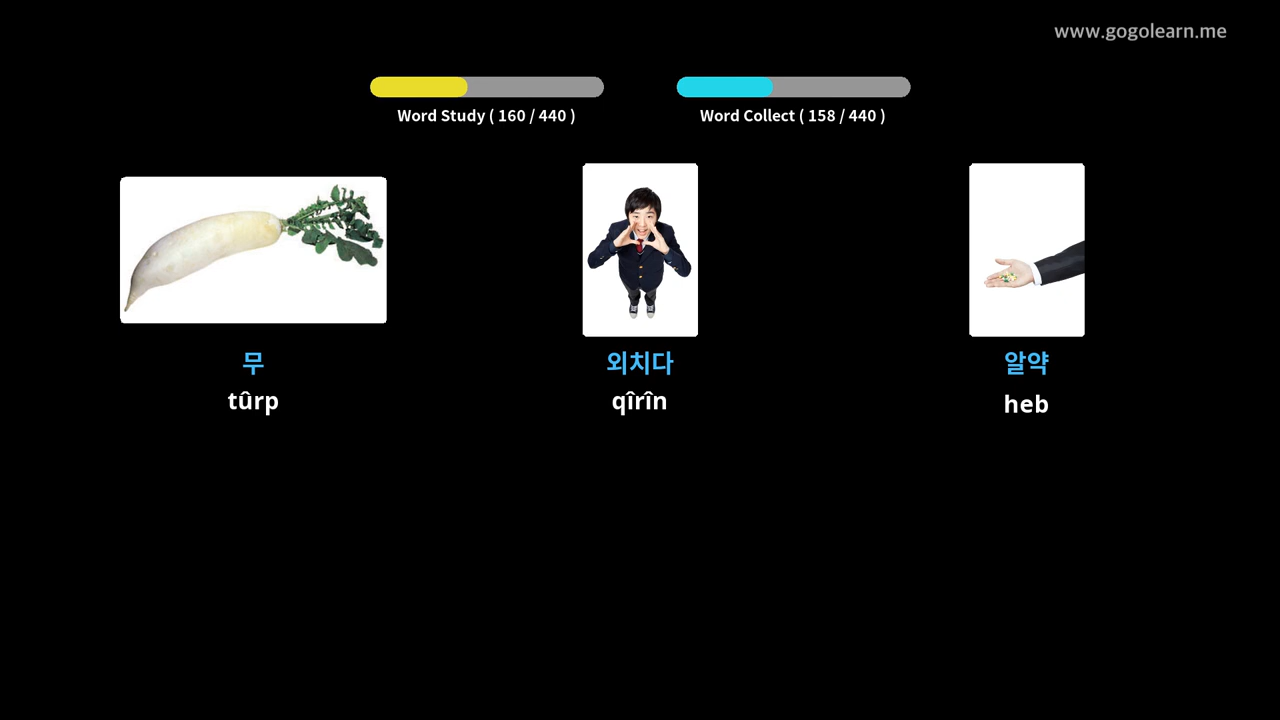 www.gogolearn.me
Word Study ( 160 / 440 )
Word Collect ( 158 / 440 )
무
외치다
알약
tûrp
qîrîn
heb